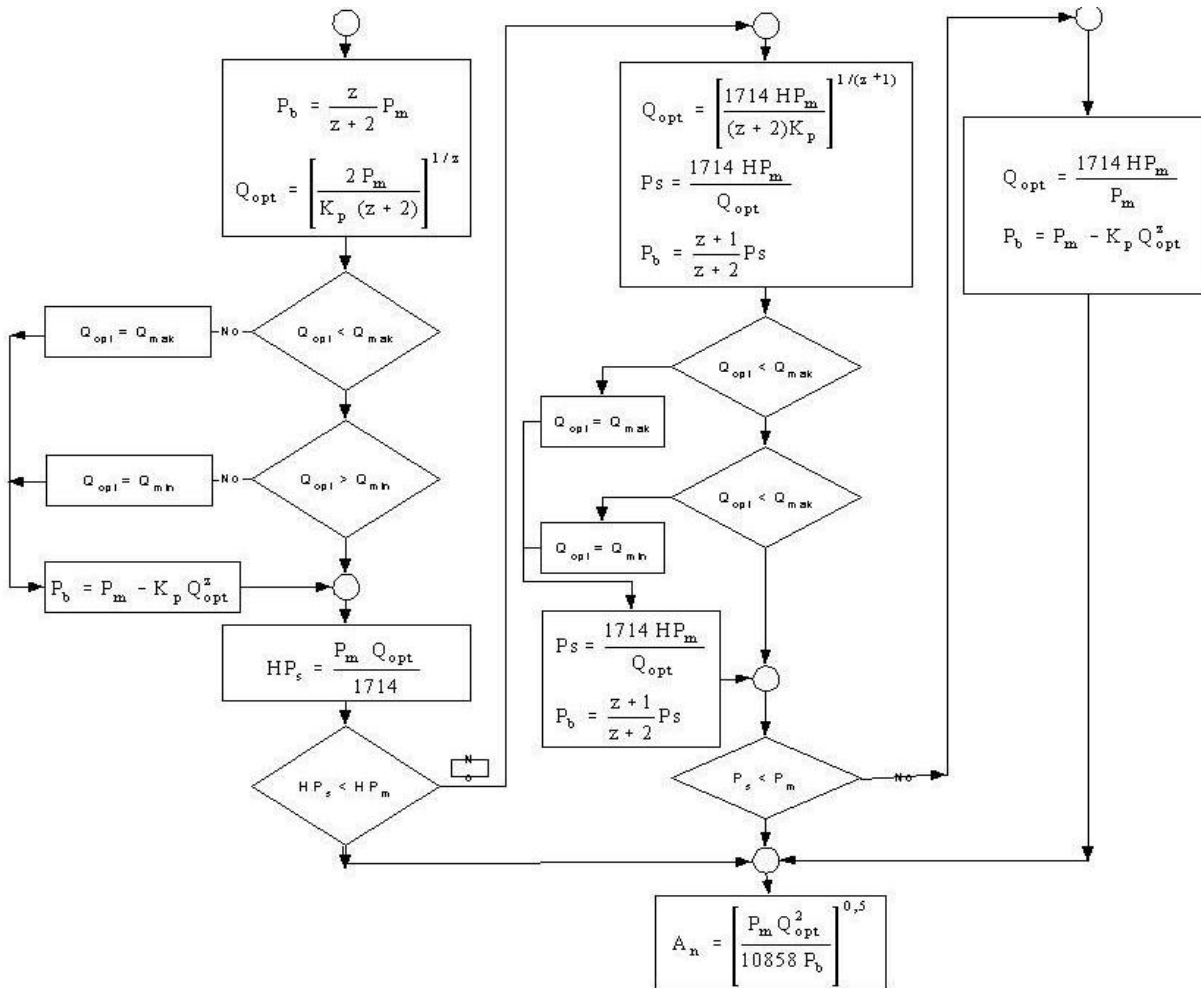 P_b = z/(z + 2) P_m
Q_opt = [2 P_m/(K_p (z + 2))]^(1/z)
Q_opt < Q_mak
No
Q_opt = Q_mak
Q_opt > Q_min
No
Q_opt = Q_min
P_b = P_m - K_p Q_opt^z
HP_s = P_m Q_opt/1714
HP_s < HP_m
No
Q_opt = [1714 HP_m/((z + 2)K_p)]^(1/(z+1))
Ps = 1714 HP_m/Q_opt
P_b = (z + 1)/(z + 2) Ps
Q_opt < Q_mak
Q_opt = Q_mak
Q_opt < Q_mak
Q_opt = Q_min
Ps = 1714 HP_m/Q_opt
P_b = (z + 1)/(z + 2) Ps
P_s < P_m
No
Q_opt = 1714 HP_m/P_m
P_b = P_m - K_p Q_opt^z
A_n = [P_m Q_opt^2/(10858 P_b)]^0,5